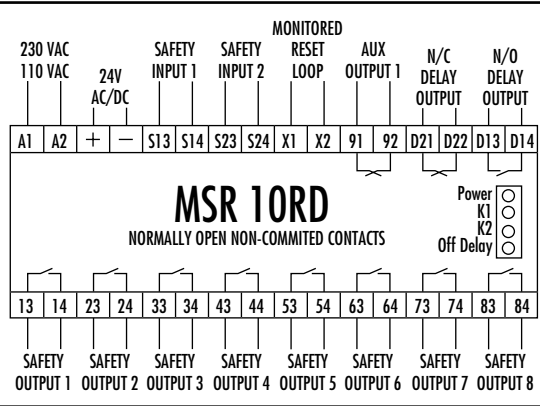 MONITORED
230 VAC SAFETY SAFETY RESET AUX N/C N/O
110 VAC 24V INPUT 1 INPUT 2 LOOP OUTPUT 1 DELAY DELAY
AC/DC OUTPUT OUTPUT
A1 A2 + − S13 S14 S23 S24 X1 X2 91 92 D21 D22 D13 D14
MSR 10RD
NORMALLY OPEN NON-COMMITED CONTACTS
Power
K1
K2
Off Delay
13 14 23 24 33 34 43 44 53 54 63 64 73 74 83 84
SAFETY SAFETY SAFETY SAFETY SAFETY SAFETY SAFETY SAFETY
OUTPUT 1 OUTPUT 2 OUTPUT 3 OUTPUT 4 OUTPUT 5 OUTPUT 6 OUTPUT 7 OUTPUT 8